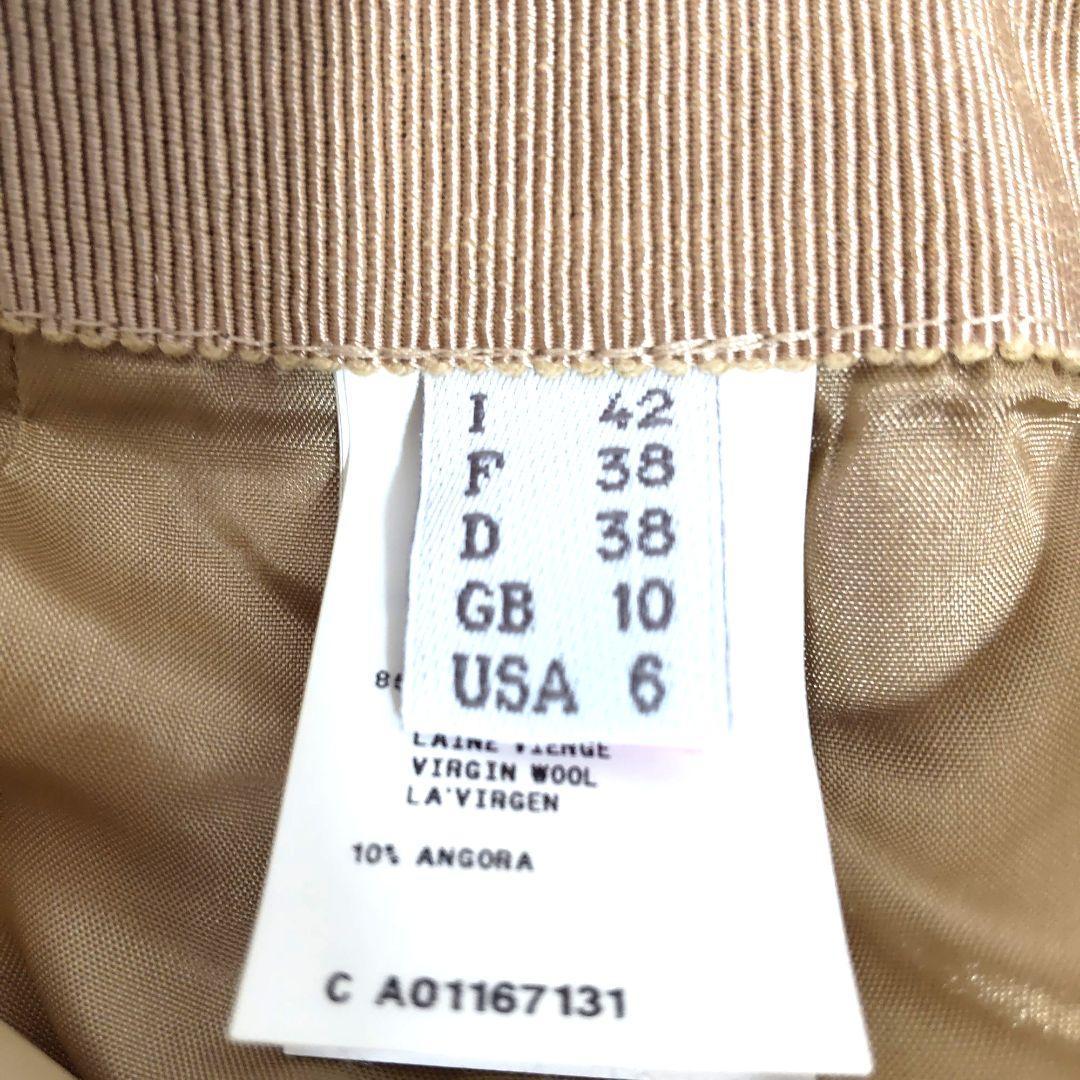 I 42
F 38
D 38
GB 10
USA 6
LAINE VIERGE
VIRGIN WOOL
LA'VIRGEN
10% ANGORA
C A01167131